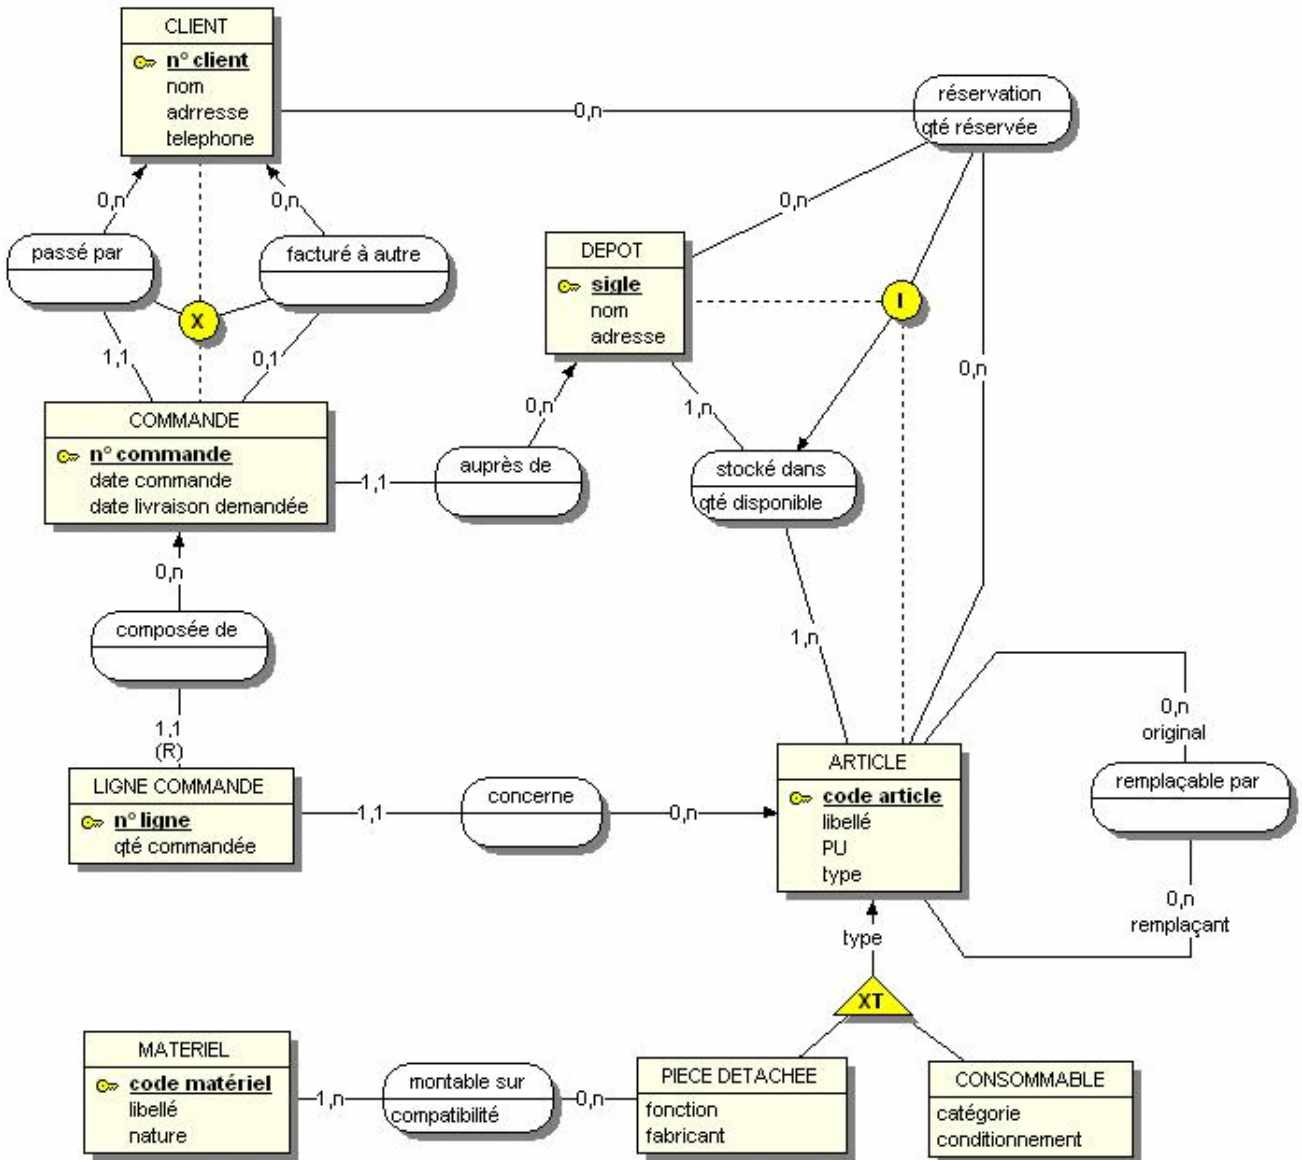 CLIENT
n° client
nom
adrresse
telephone
0,n
réservation
qté réservée
0,n
0,n
0,n
passé par
facturé à autre
DEPOT
sigle
nom
adresse
X
I
1,1
0,1
0,n
0,n
1,n
COMMANDE
n° commande
date commande
date livraison demandée
1,1
auprès de
stocké dans
qté disponible
0,n
composée de
1,n
1,1
(R)
0,n
original
LIGNE COMMANDE
n° ligne
qté commandée
1,1
concerne
0,n
ARTICLE
code article
libellé
PU
type
remplaçable par
0,n
remplaçant
type
XT
MATERIEL
code matériel
libellé
nature
1,n
montable sur
compatibilité
0,n
PIECE DETACHEE
fonction
fabricant
CONSOMMABLE
catégorie
conditionnement